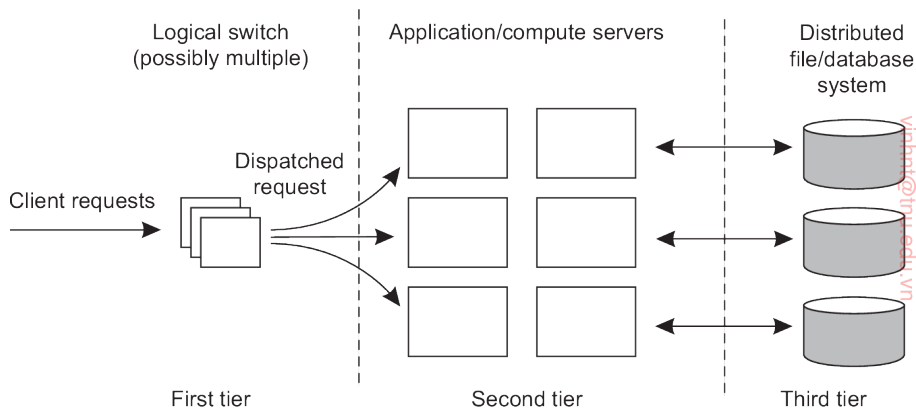 Logical switch
(possibly multiple)
Application/compute servers
Distributed
file/database
system
Dispatched
request
Client requests
First tier
Second tier
Third tier
vinhnt@tnu.edu.vn